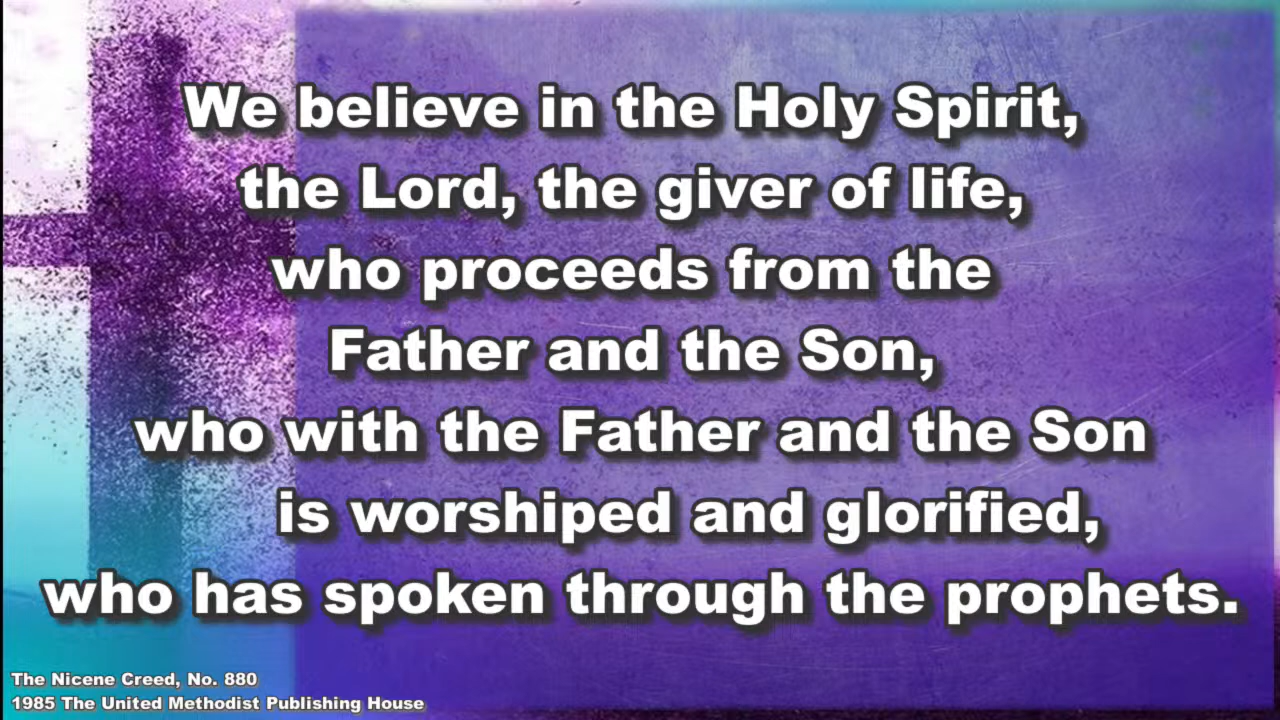 We believe in the Holy Spirit,
the Lord, the giver of life,
who proceeds from the
Father and the Son,
who with the Father and the Son
is worshiped and glorified,
who has spoken through the prophets.
The Nicene Creed, No. 880
1985 The United Methodist Publishing House